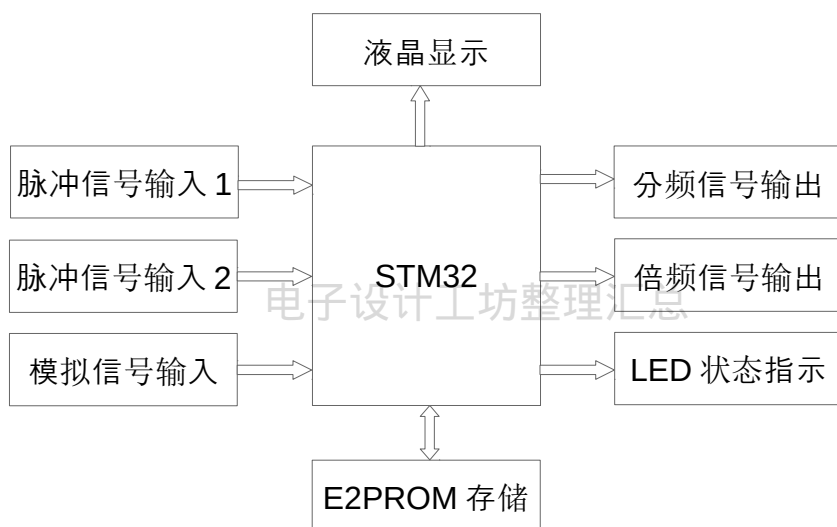 液晶显示
脉冲信号输入 1
分频信号输出
脉冲信号输入 2
STM32
倍频信号输出
电子设计工坊整理汇总
模拟信号输入
LED 状态指示
E2PROM 存储